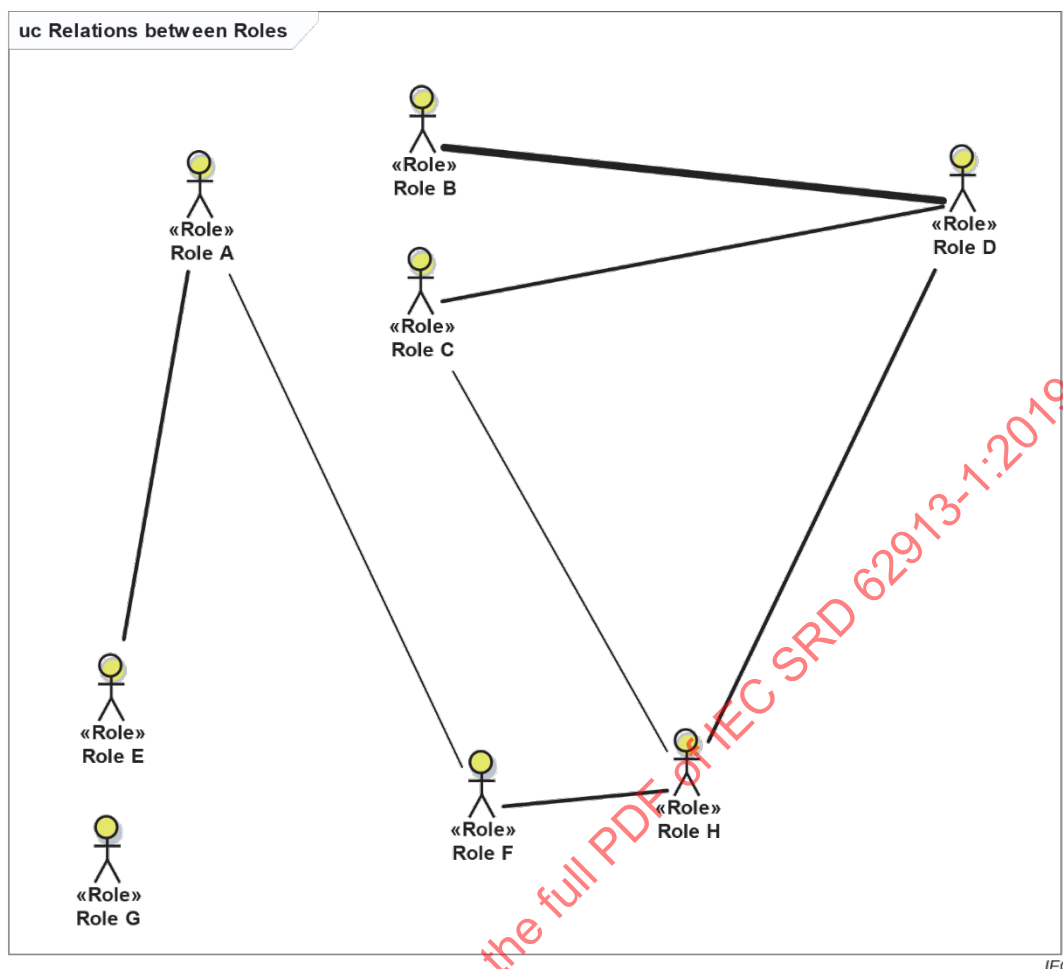 uc Relations between Roles
«Role»
Role B
«Role»
Role A
«Role»
Role D
«Role»
Role C
«Role»
Role E
«Role»
Role F
«Role»
Role H
«Role»
Role G
the full PDF of IEC SRD 62913-1:2019